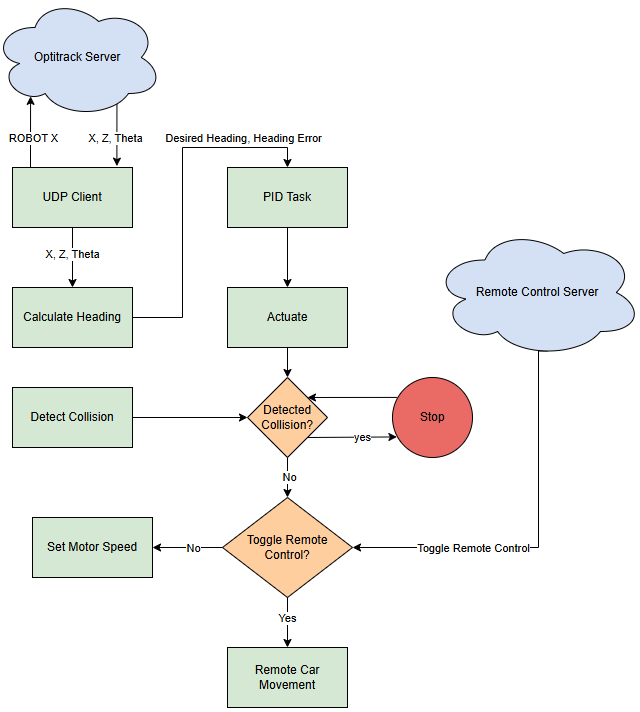 Optitrack Server
ROBOT X
X, Z, Theta
Desired Heading, Heading Error
UDP Client
PID Task
X, Z, Theta
Remote Control Server
Calculate Heading
Actuate
Detect Collision
Detected
Collision?
Stop
yes
No
Toggle Remote
Control?
Set Motor Speed
No
Toggle Remote Control
Yes
Remote Car
Movement